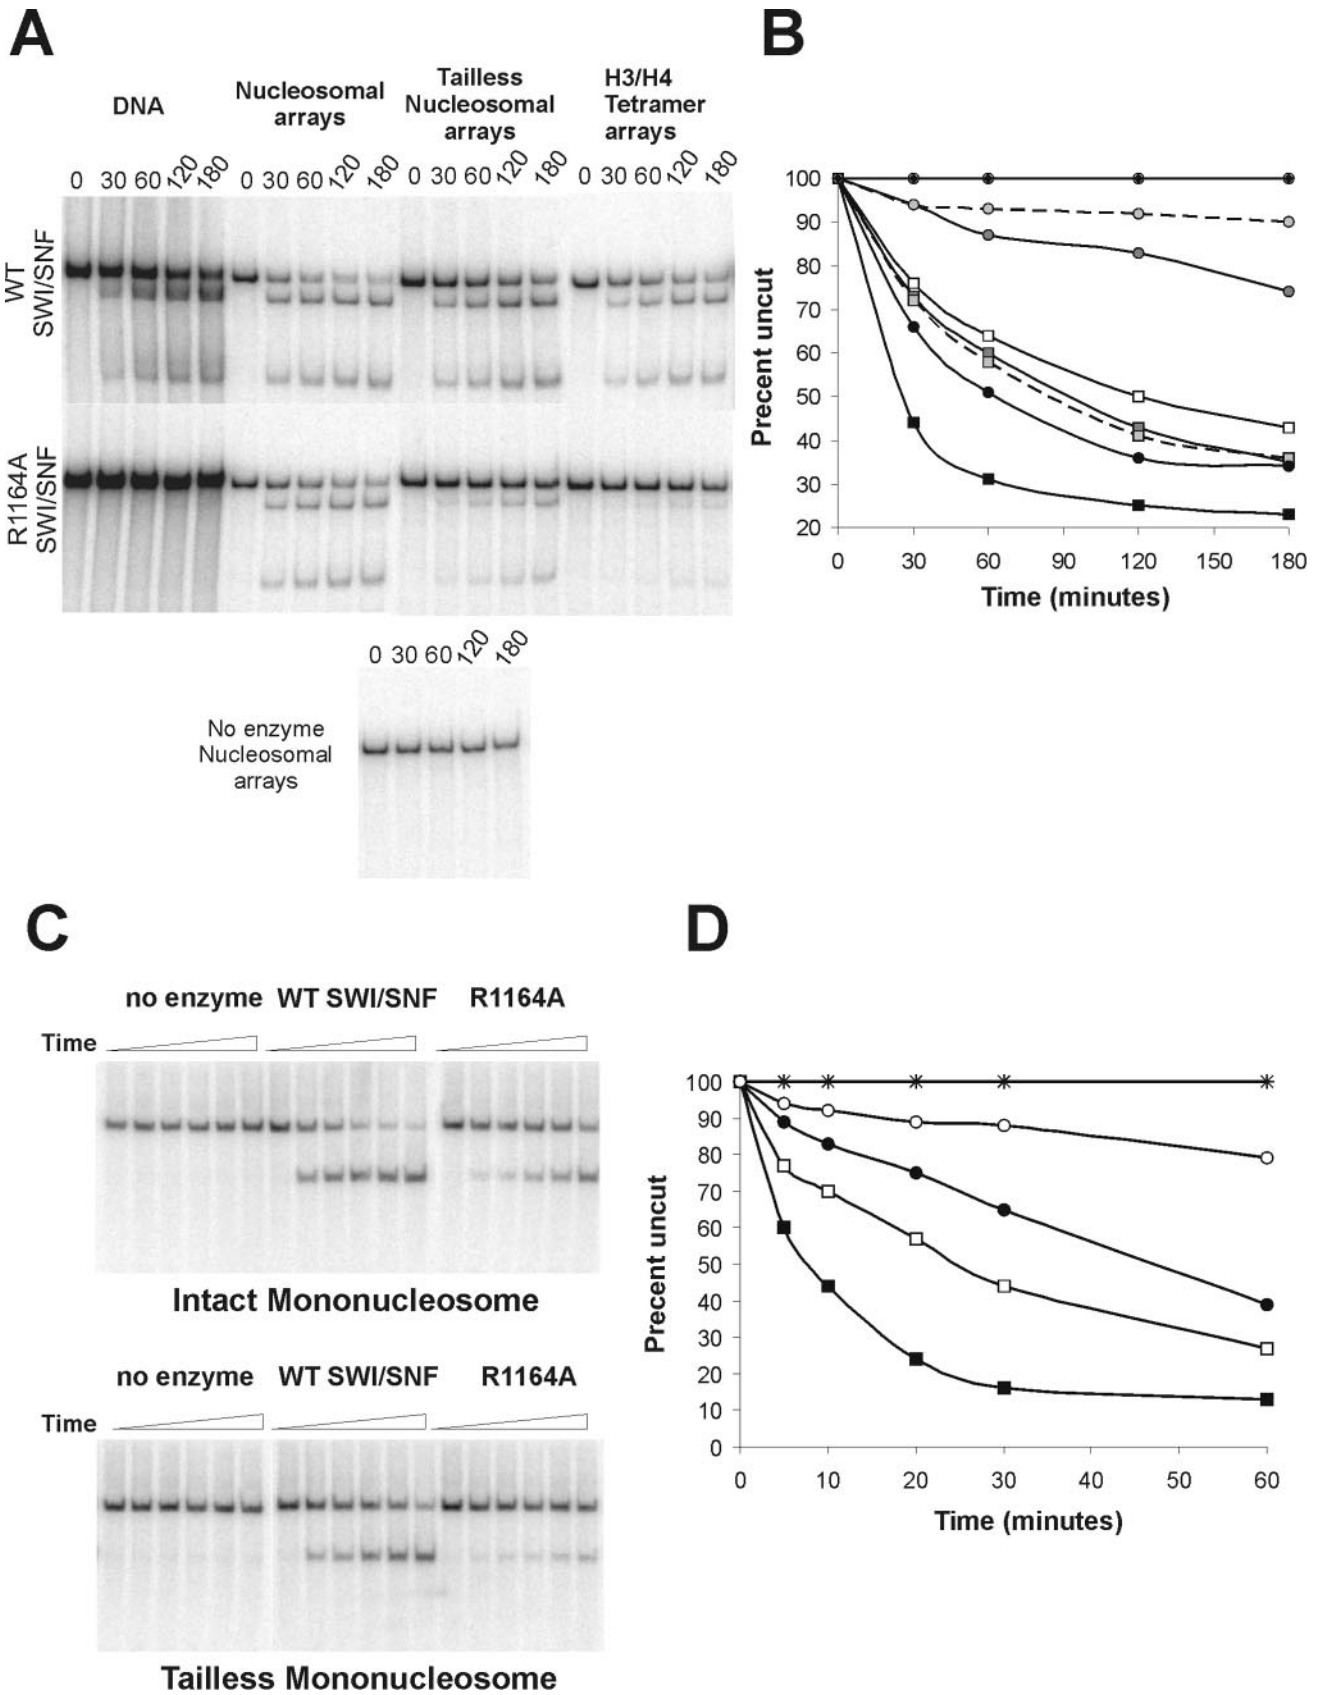 A
DNA
Nucleosomal
arrays
Tailless
Nucleosomal
arrays
H3/H4
Tetramer
arrays
0 30 60 120 180 0 30 60 120 180 0 30 60 120 180 0 30 60 120 180
WT
SWI/SNF
R1164A
SWI/SNF
0 30 60 120 180
No enzyme
Nucleosomal
arrays
B
Precent uncut
100
90
80
70
60
50
40
30
20
0 30 60 90 120 150 180
Time (minutes)
C
no enzyme WT SWI/SNF R1164A
Time
Intact Mononucleosome
no enzyme WT SWI/SNF R1164A
Time
Tailless Mononucleosome
D
Precent uncut
100
90
80
70
60
50
40
30
20
10
0
0 10 20 30 40 50 60
Time (minutes)